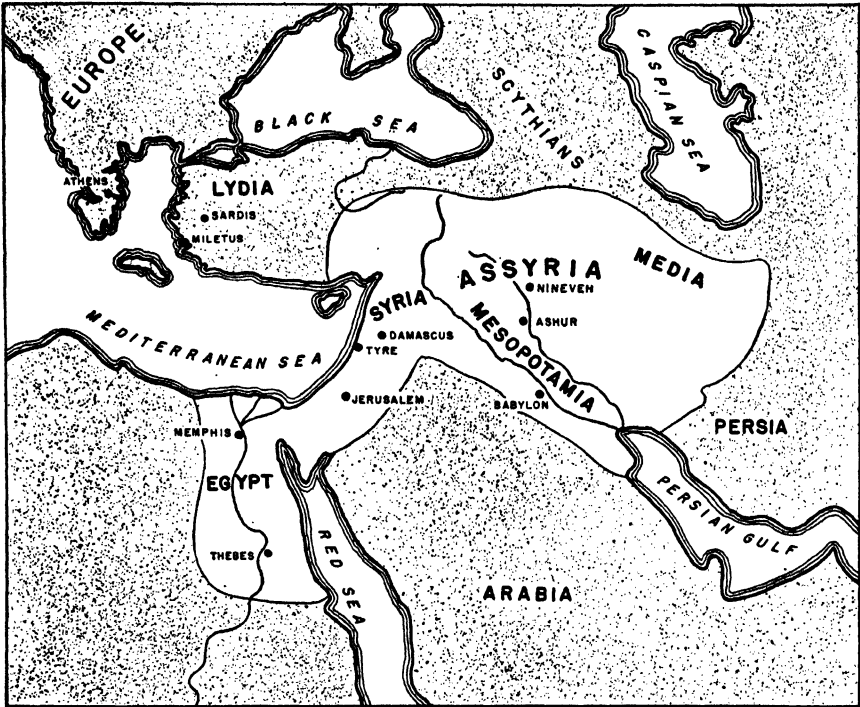 EUROPE
BLACK SEA
SCYTHIANS
CASPIAN SEA
ATHENS
LYDIA
SARDIS
MILETUS
ASSYRIA
MEDIA
NINEVEH
SYRIA
MESOPOTAMIA
ASHUR
MEDITERRANEAN SEA
DAMASCUS
TYRE
JERUSALEM
BABYLON
MEMPHIS
PERSIA
EGYPT
PERSIAN GULF
THEBES
RED SEA
ARABIA